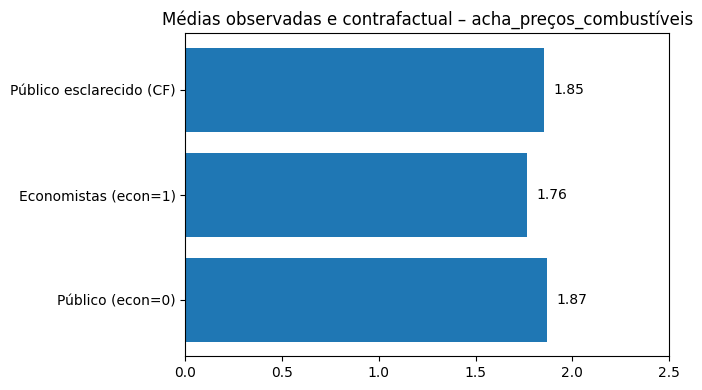 Médias observadas e contrafactual – acha_preços_combustíveis
Público esclarecido (CF)
1.85
Economistas (econ=1)
1.76
Público (econ=0)
1.87
0.0 0.5 1.0 1.5 2.0 2.5